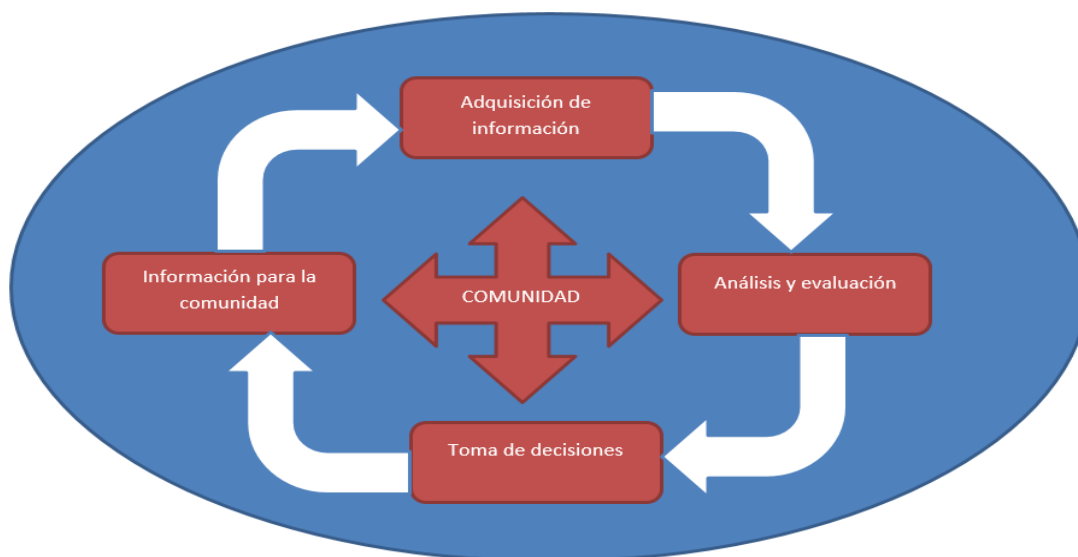 Adquisición de
información
Información para la
comunidad
COMUNIDAD
Análisis y evaluación
Toma de decisiones